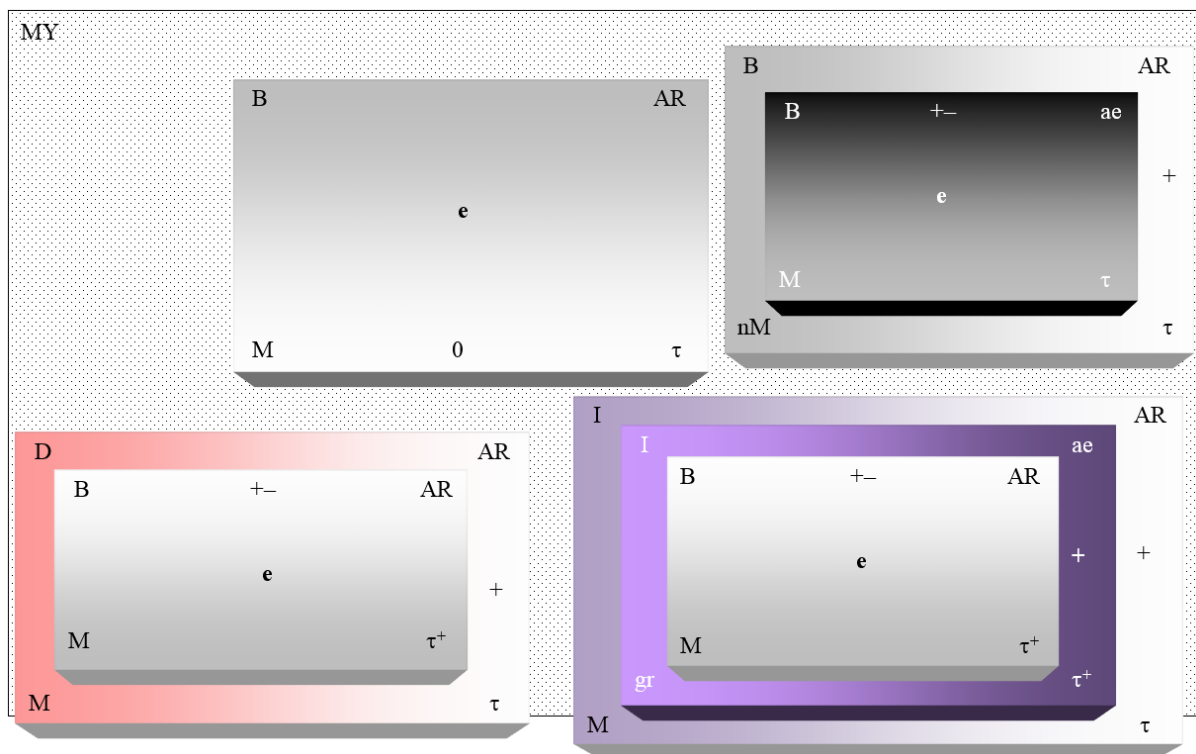 MY
B AR
e
M 0 τ
B AR
B +– ae
+
e
M τ
nM τ
D AR
B +– AR
e
+
M τ⁺
M τ
I AR
I ae
B +– AR
e + +
M τ⁺
gr τ⁺
M τ